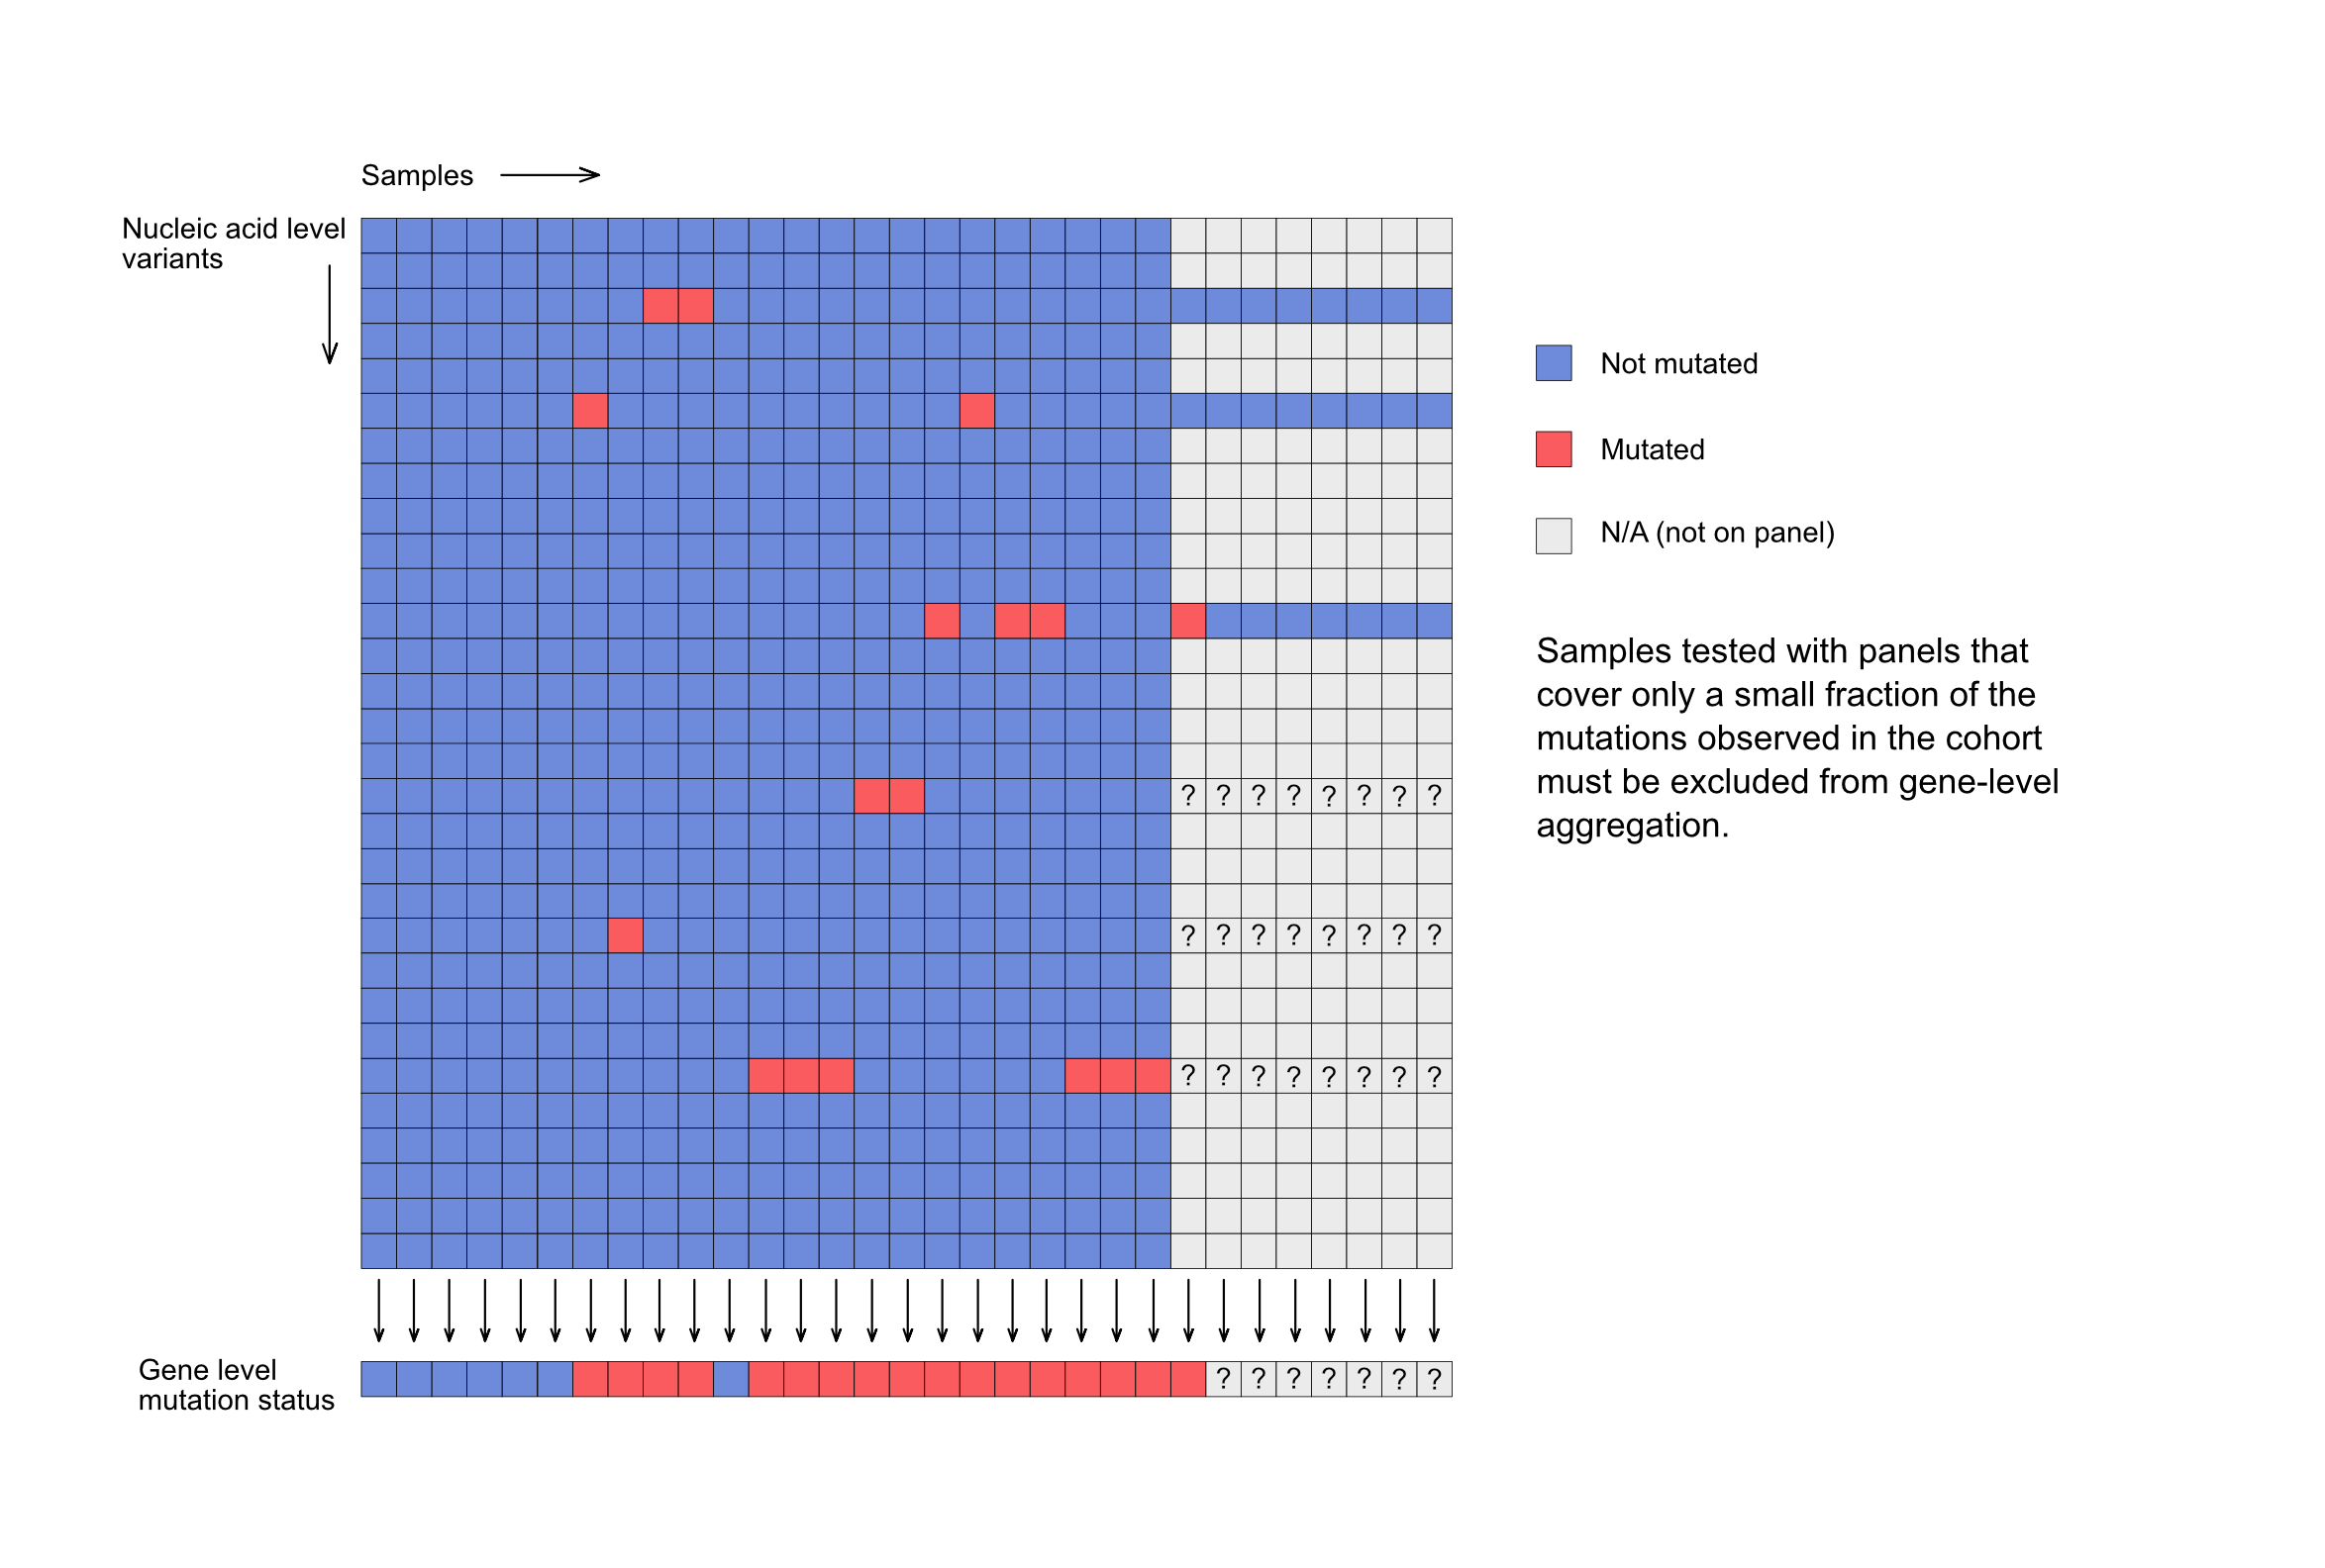 Samples
Nucleic acid level
variants
Not mutated
Mutated
N/A (not on panel)
Samples tested with panels that
cover only a small fraction of the
mutations observed in the cohort
must be excluded from gene-level
aggregation.
? ? ? ? ? ? ? ?
? ? ? ? ? ? ? ?
? ? ? ? ? ? ? ?
Gene level
mutation status
? ? ? ? ? ? ?